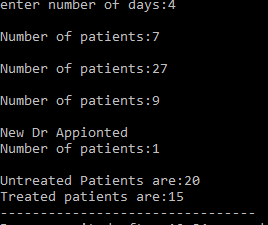 enter number of days:4
Number of patients:7
Number of patients:27
Number of patients:9
New Dr Appionted
Number of patients:1
Untreated Patients are:20
Treated patients are:15
--------------------------------